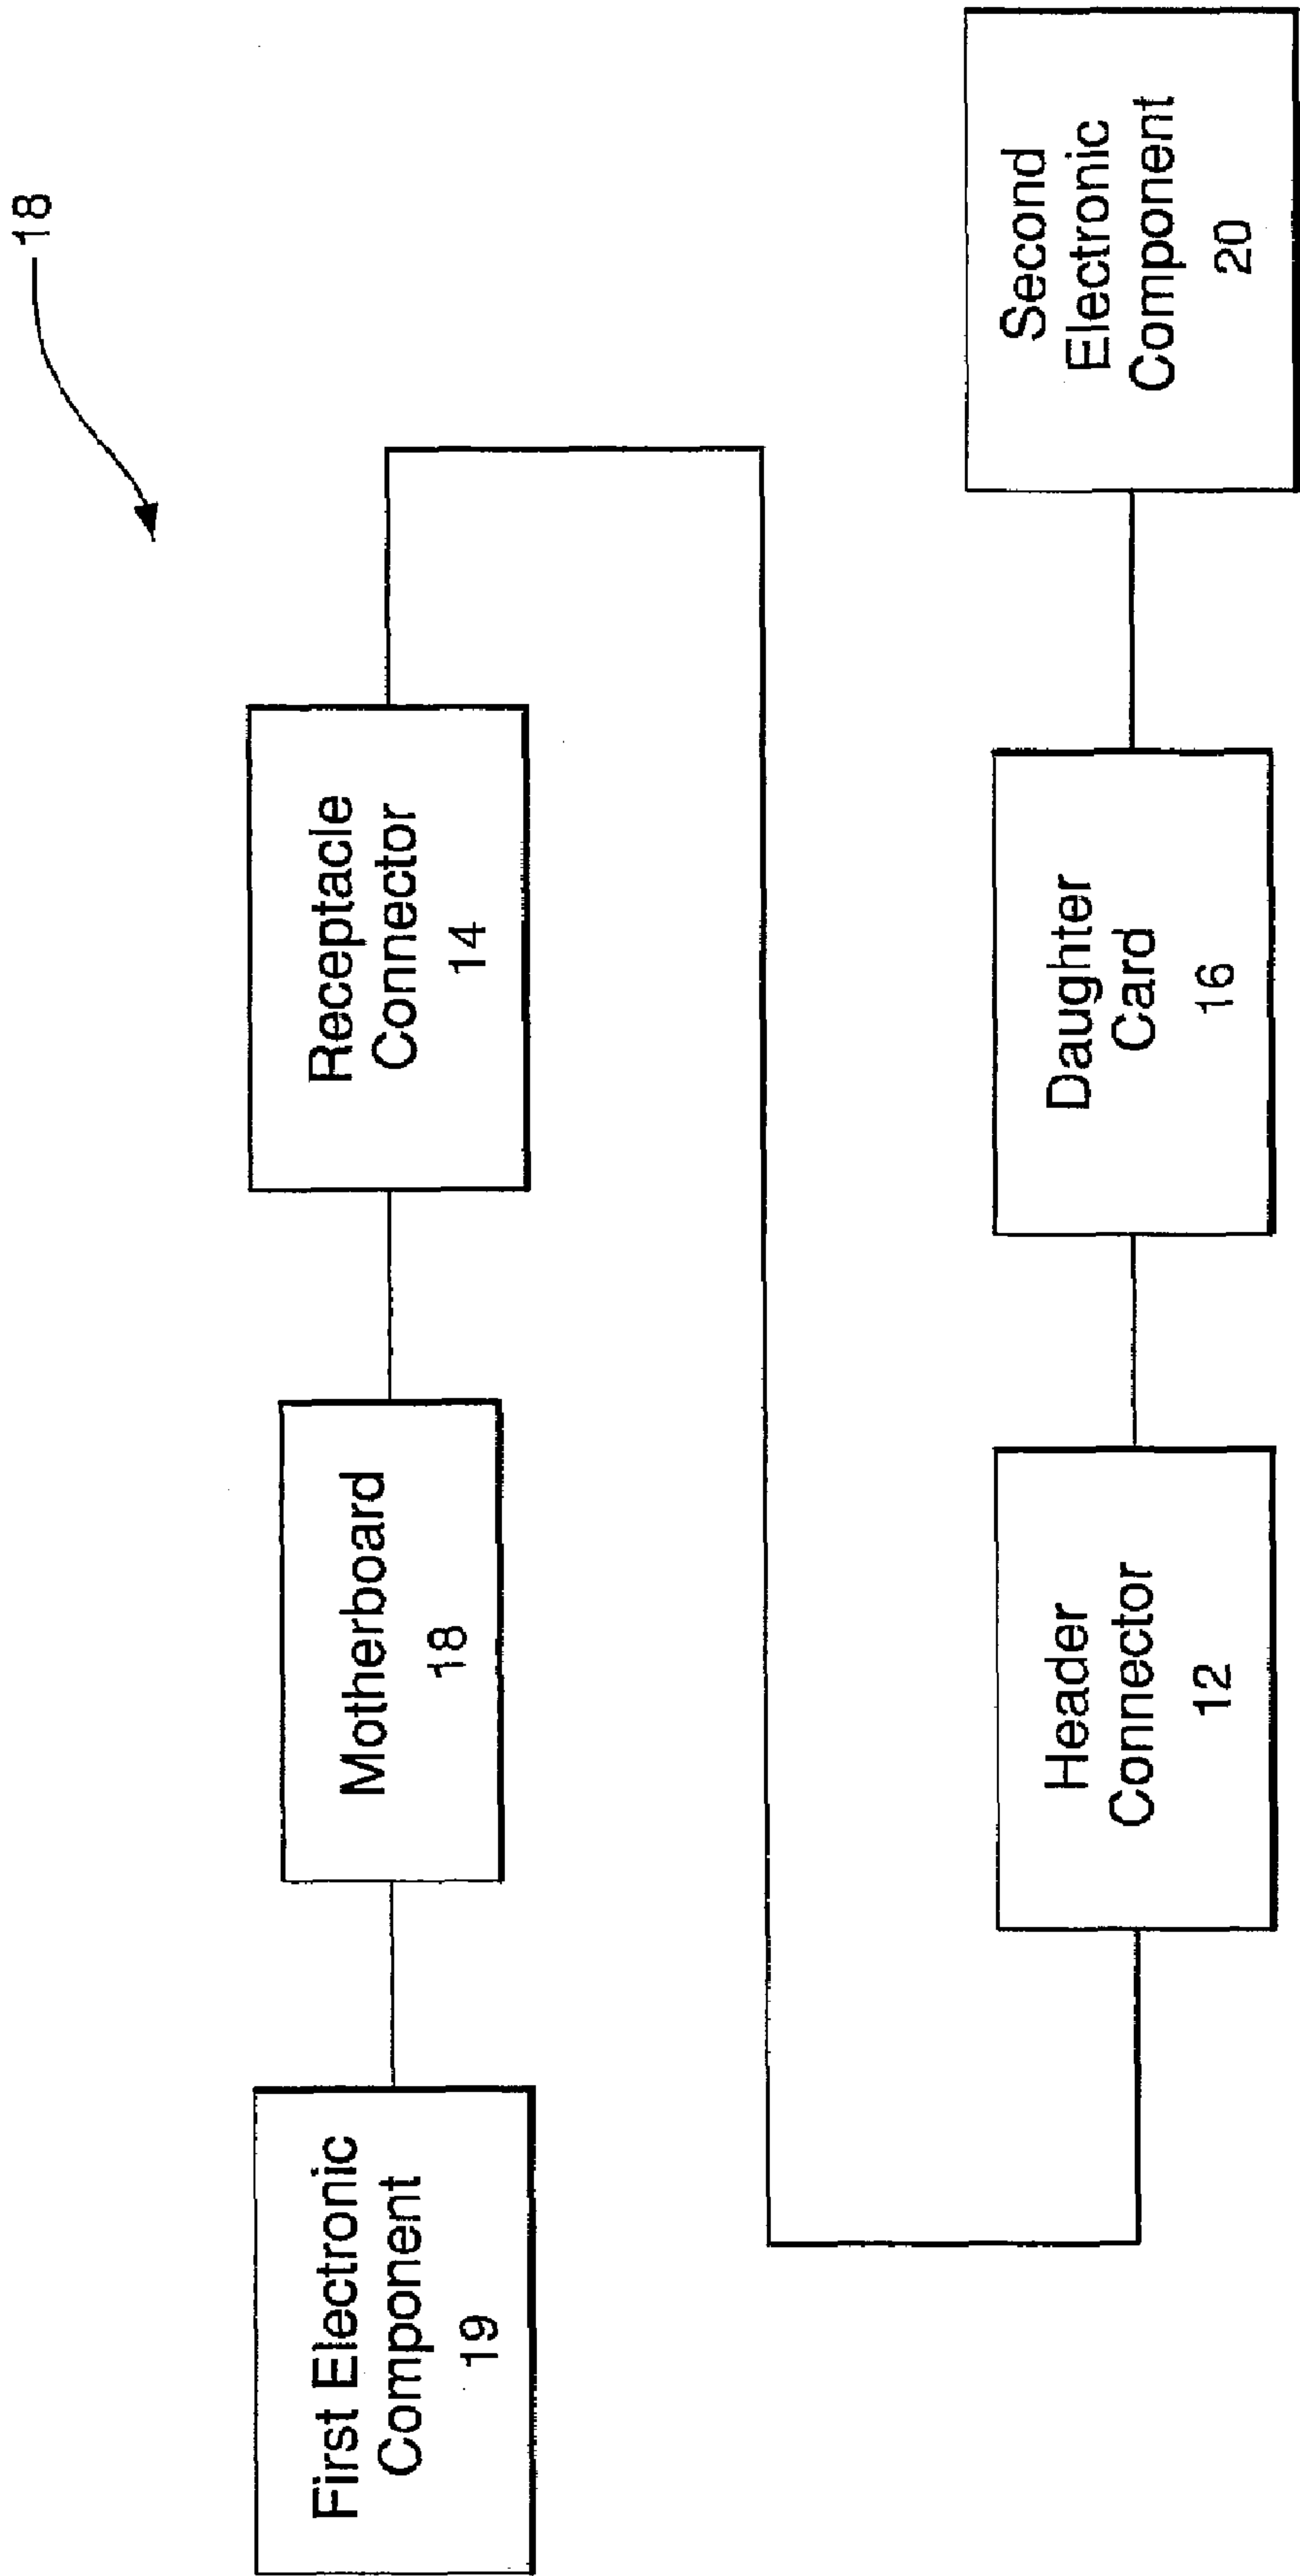 18
First Electronic
Component
19
Motherboard
18
Receptacle
Connector
14
Header
Connector
12
Daughter
Card
16
Second
Electronic
Component
20